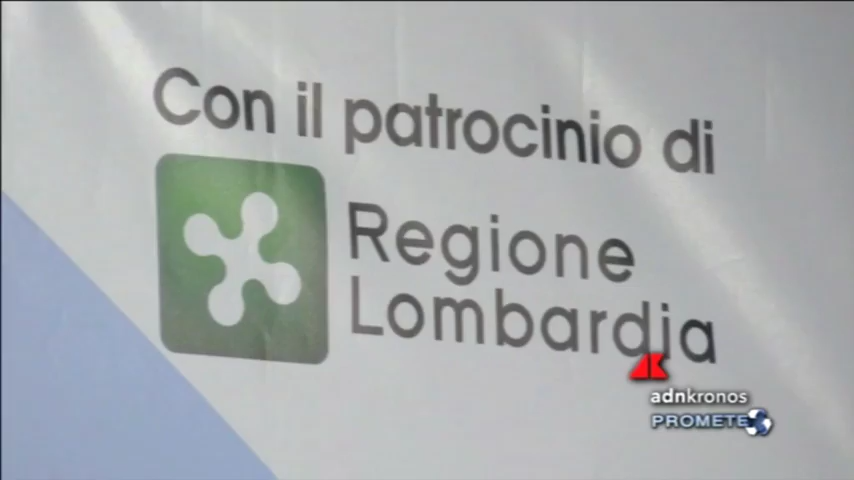 Con il patrocinio di
Regione
Lombardia
adnkronos
PROMETEO